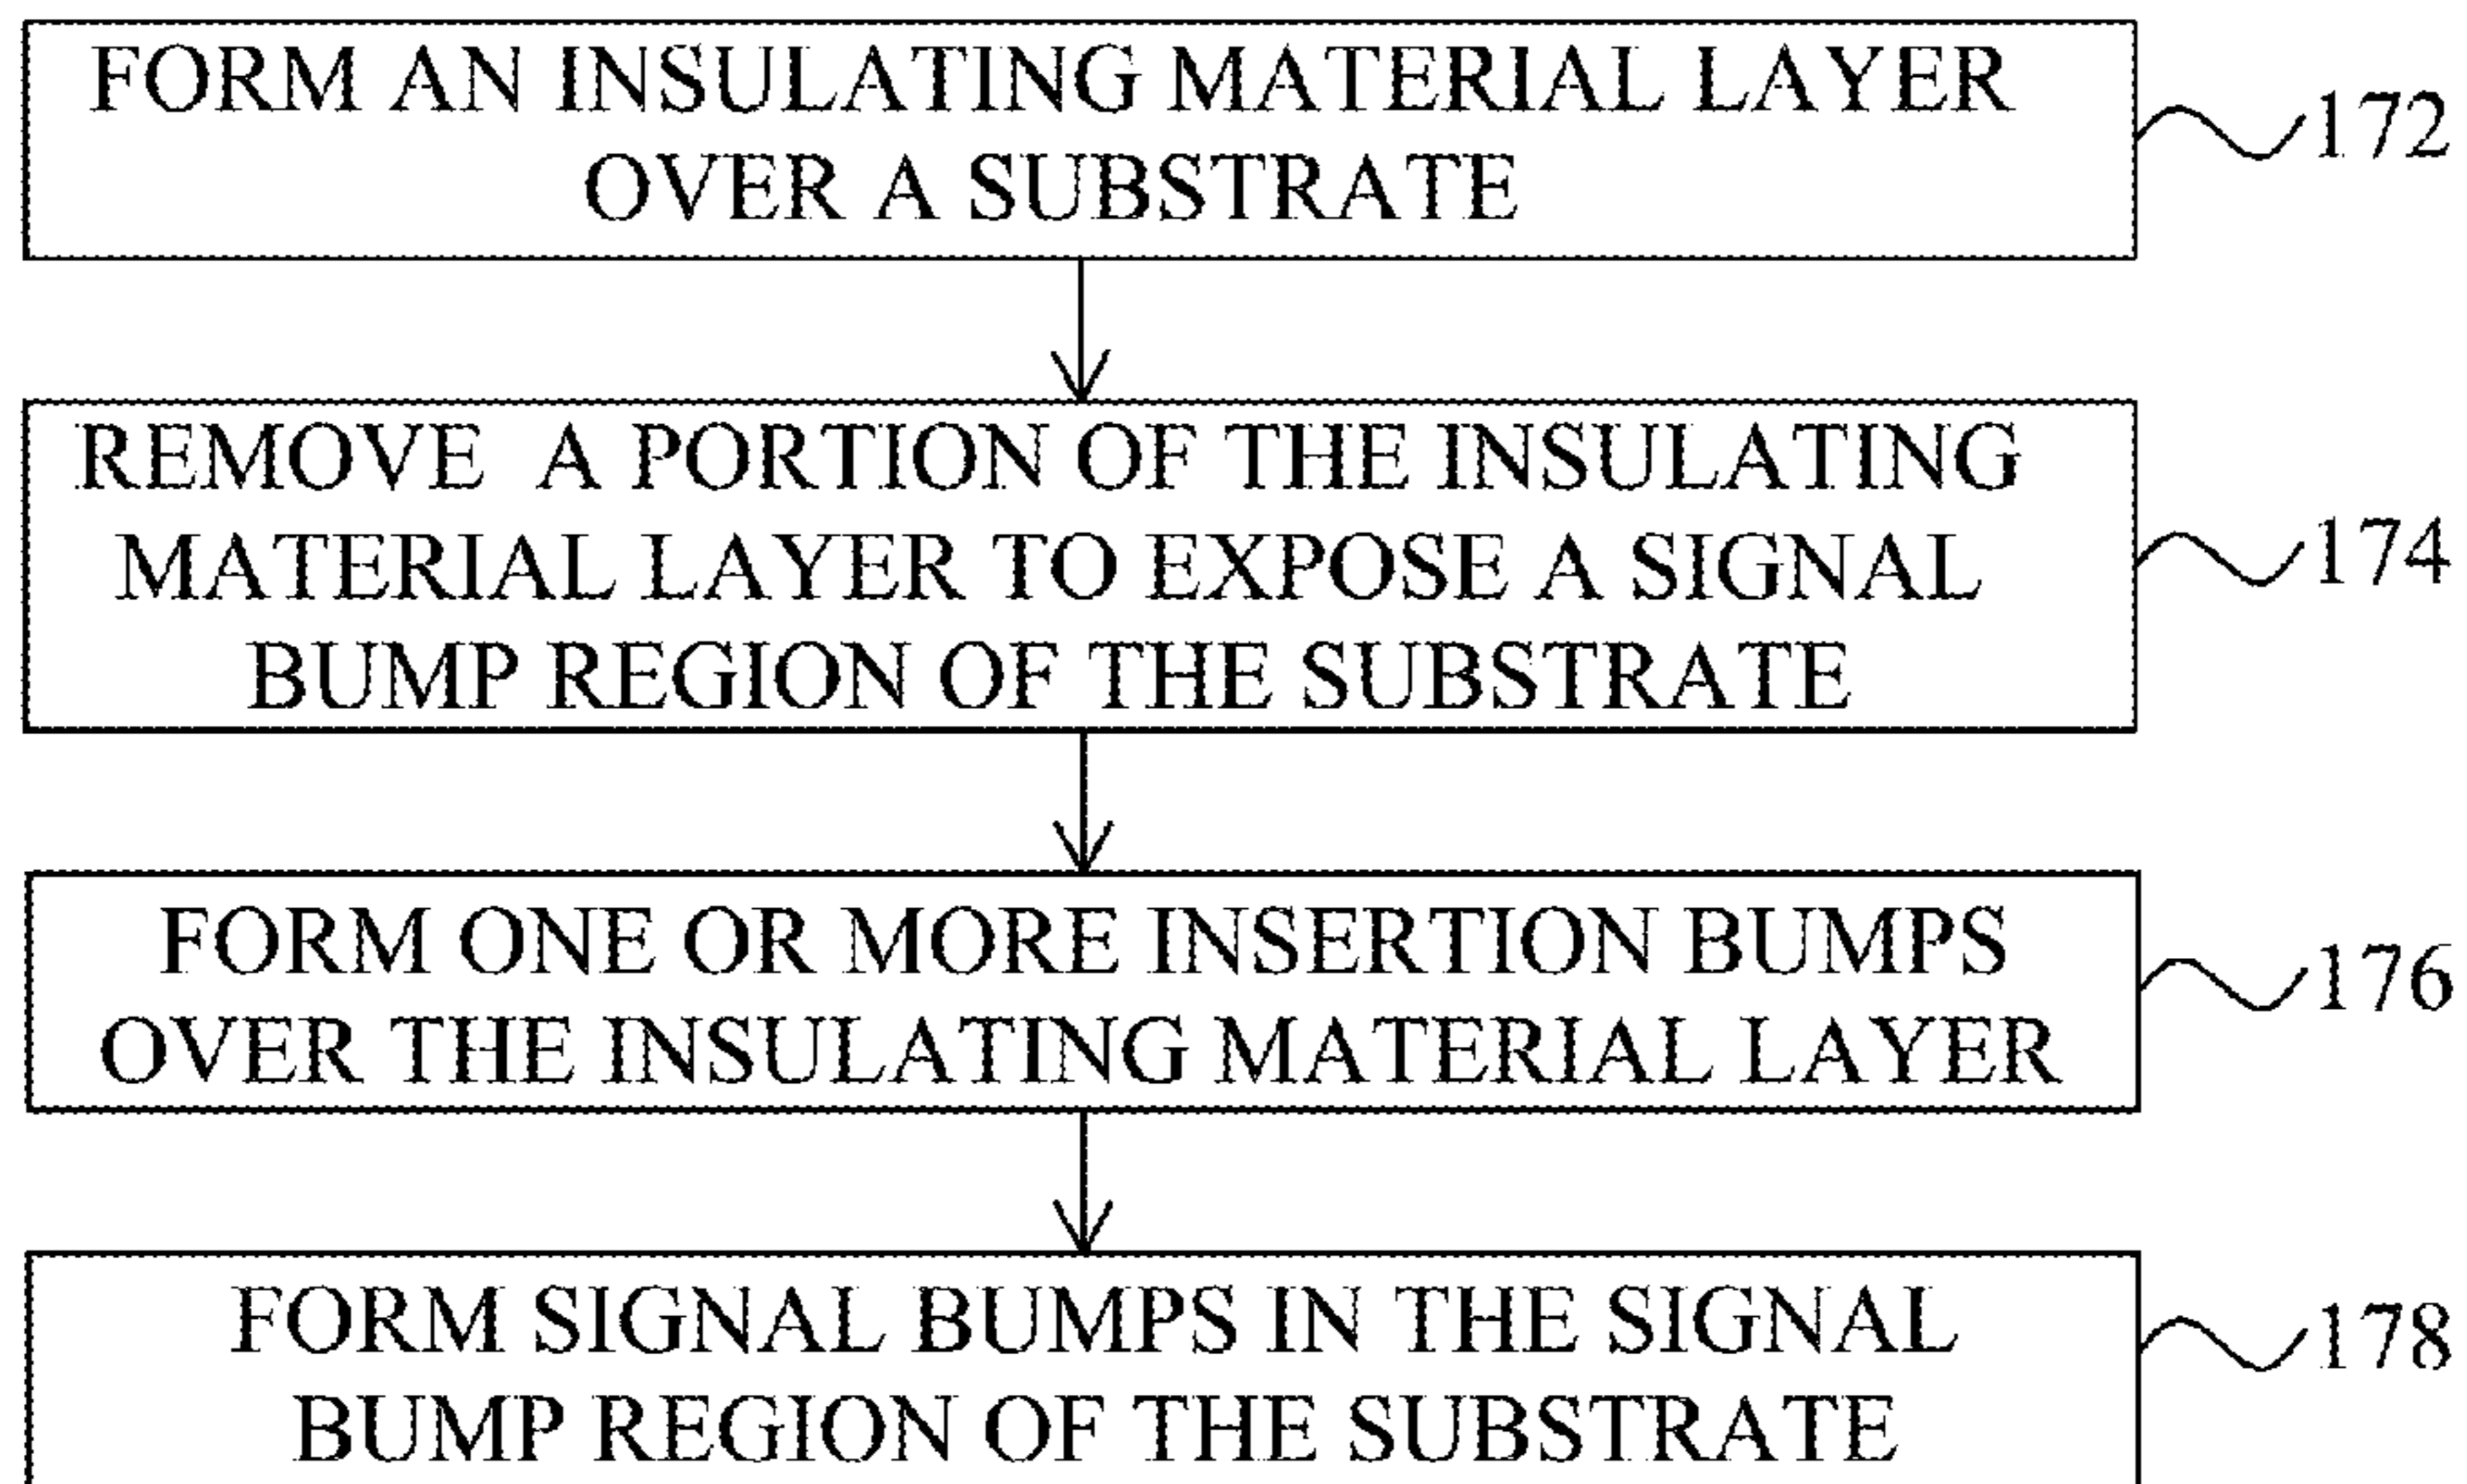 FORM AN INSULATING MATERIAL LAYER
OVER A SUBSTRATE
172
REMOVE A PORTION OF THE INSULATING
MATERIAL LAYER TO EXPOSE A SIGNAL
BUMP REGION OF THE SUBSTRATE
174
FORM ONE OR MORE INSERTION BUMPS
OVER THE INSULATING MATERIAL LAYER
176
FORM SIGNAL BUMPS IN THE SIGNAL
BUMP REGION OF THE SUBSTRATE
178